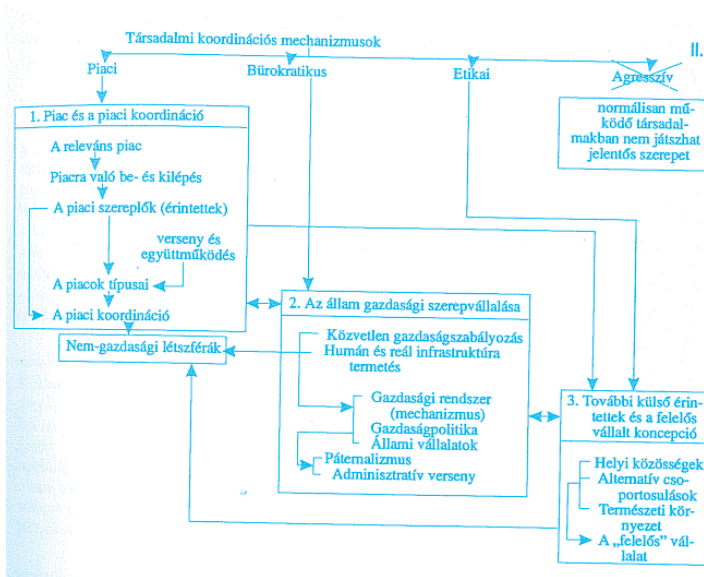 Társadalmi koordinációs mechanizmusok
II.
Piaci
Bürokratikus
Etikai
Agresszív
normálisan mű-
ködő társadal-
makban nem játszhat
jelentős szerepet
1. Piac és a piaci koordináció
A releváns piac
Piacra való be- és kilépés
A piaci szereplők (érintettek)
verseny és
együttműködés
A piacok típusai
A piaci koordináció
Nem-gazdasági létszférák
2. Az állam gazdasági szerepvállalása
Közvetlen gazdaságszabályozás
Humán és reál infrastruktúra
termetés
Gazdasági rendszer
(mechanizmus)
Gazdaságpolitika
Állami vállalatok
Páternalizmus
Adminisztratív verseny
3. További külső érin-
tettek és a felelős
vállalt koncepció
Helyi közösségek
Alternatív cso-
portosulások
Természeti kör-
nyezet
A „felelős” vál-
lalat